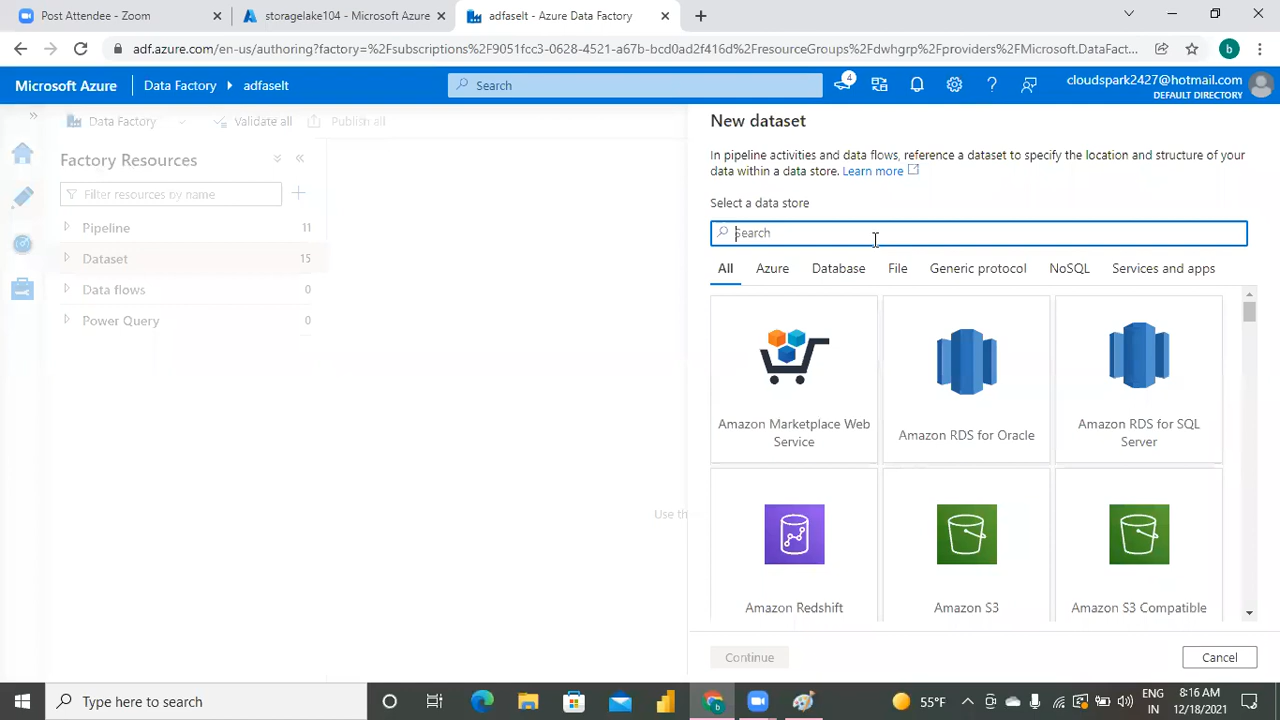 Post Attendee - Zoom
storagelake104 - Microsoft Azure
adfaselt - Azure Data Factory
adf.azure.com/en-us/authoring?factory=%2Fsubscriptions%2F9051fcc3-0628-4521-a67b-bcd0ad2f416d%2FresourceGroups%2Fdwhgrp%2Fproviders%2FMicrosoft.DataFac...
b
Microsoft Azure
Data Factory
adfaselt
Search
4
cloudspark2427@hotmail.com
DEFAULT DIRECTORY
Data Factory
Validate all
Publish all
Factory Resources
Filter resources by name
Pipeline 11
Dataset 15
Data flows 0
Power Query 0
Use th
New dataset
In pipeline activities and data flows, reference a dataset to specify the location and structure of your
data within a data store. Learn more
Select a data store
Search
All Azure Database File Generic protocol NoSQL Services and apps
Amazon Marketplace Web
Service
Amazon RDS for Oracle
Amazon RDS for SQL
Server
Amazon Redshift
Amazon S3
Amazon S3 Compatible
Continue
Cancel
Type here to search
b
55°F
ENG
IN
8:16 AM
12/18/2021